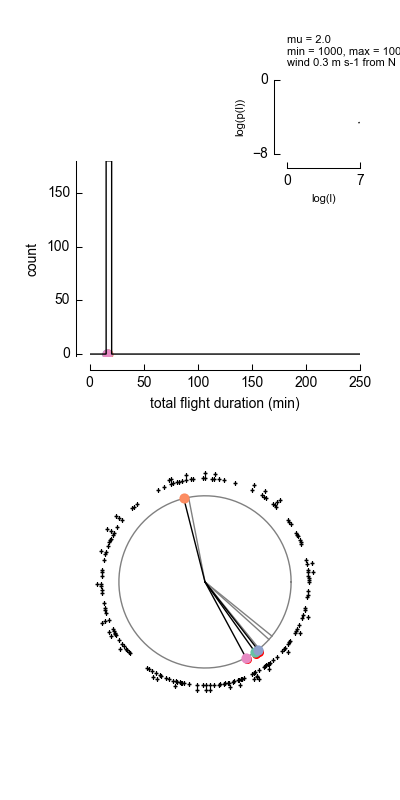 mu = 2.0
min = 1000, max = 100
wind 0.3 m s-1 from N
0
log(p(l))
−8
0 7
log(l)
150
count
100
50
0
0 50 100 150 200 250
total flight duration (min)